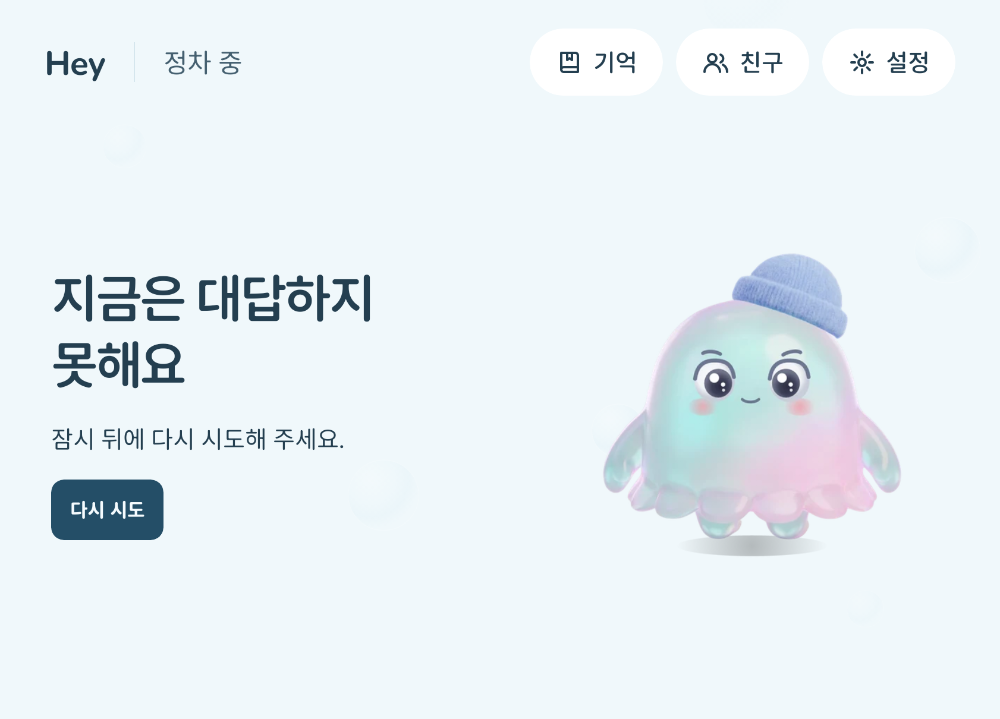 Hey
정차 중
기억
친구
설정
지금은 대답하지
못해요
잠시 뒤에 다시 시도해 주세요.
다시 시도